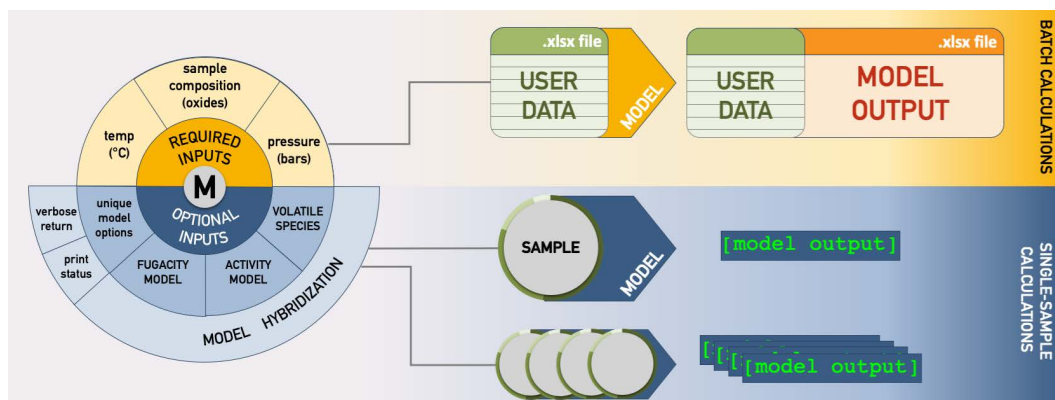 sample
composition
(oxides)
temp
(°C)
REQUIRED
INPUTS
pressure
(bars)
M
OPTIONAL
INPUTS
verbose
return
unique
model
options
VOLATILE
SPECIES
print
status
FUGACITY
MODEL
ACTIVITY
MODEL
MODEL HYBRIDIZATION
.xlsx file
USER
DATA
MODEL
.xlsx file
USER
DATA
MODEL
OUTPUT
BATCH CALCULATIONS
SAMPLE
MODEL
[model output]
[
[
[
[model output]
SINGLE-SAMPLE
CALCULATIONS